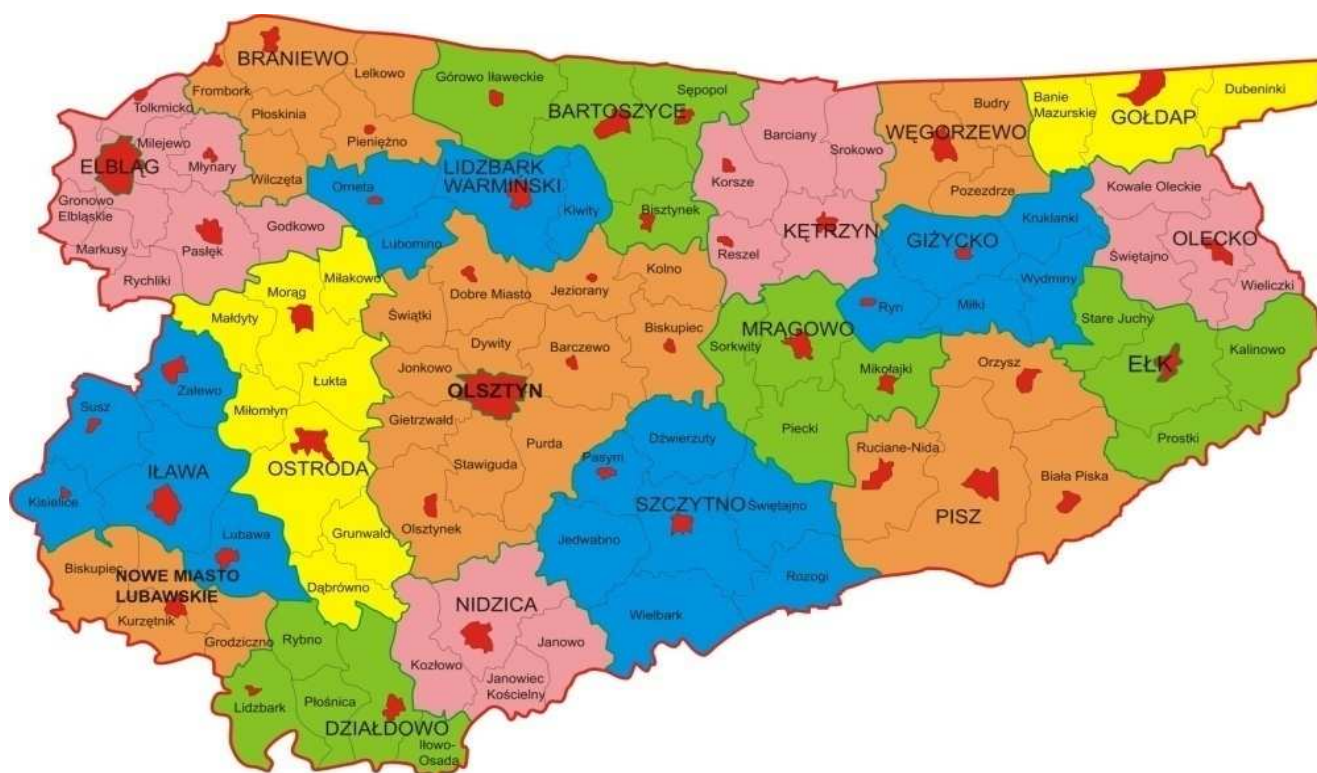 BRANIEWO
Lelkowo
Frombork
Płoskinia
Pieniężno
Wilczęta
Górowo Iławeckie
Sępopol
BARTOSZYCE
Bisztynek
Tolkmicko
Milejewo
ELBLĄG
Młynary
Gronowo
Elbląskie
Markusy
Pasłęk
Godkowo
Rychliki
Orneta
LIDZBARK
WARMIŃSKI
Kiwity
Lubomino
Barciany
Srokowo
Korsze
KĘTRZYN
Reszel
Budry
WĘGORZEWO
Pozezdrze
Banie
Mazurskie
GOŁDAP
Dubeninki
Kowale Oleckie
OLECKO
Świętajno
Wieliczki
Kruklanki
GIŻYCKO
Wydminy
Ryn
Miłki
Miłakowo
Morąg
Małdyty
Łukta
Miłomłyn
OSTRÓDA
Grunwald
Dąbrówno
Dobre Miasto
Jeziorany
Kolno
Świątki
Dywity
Barczewo
Biskupiec
Jonkowo
OLSZTYN
Gietrzwałd
Purda
Stawiguda
Olsztynek
MRĄGOWO
Sorkwity
Mikołajki
Piecki
Stare Juchy
EŁK
Kalinowo
Prostki
Orzysz
Ruciane-Nida
Biała Piska
PISZ
Zalewo
Susz
IŁAWA
Kisielice
Lubawa
Dźwierzuty
Pasym
SZCZYTNO
Świętajno
Jedwabno
Rozogi
Wielbark
Biskupiec
NOWE MIASTO
LUBAWSKIE
Kurzętnik
Grodziczno
NIDZICA
Janowo
Kozłowo
Janowiec
Kościelny
Rybno
Lidzbark
Płośnica
DZIAŁDOWO
Iłowo-
Osada